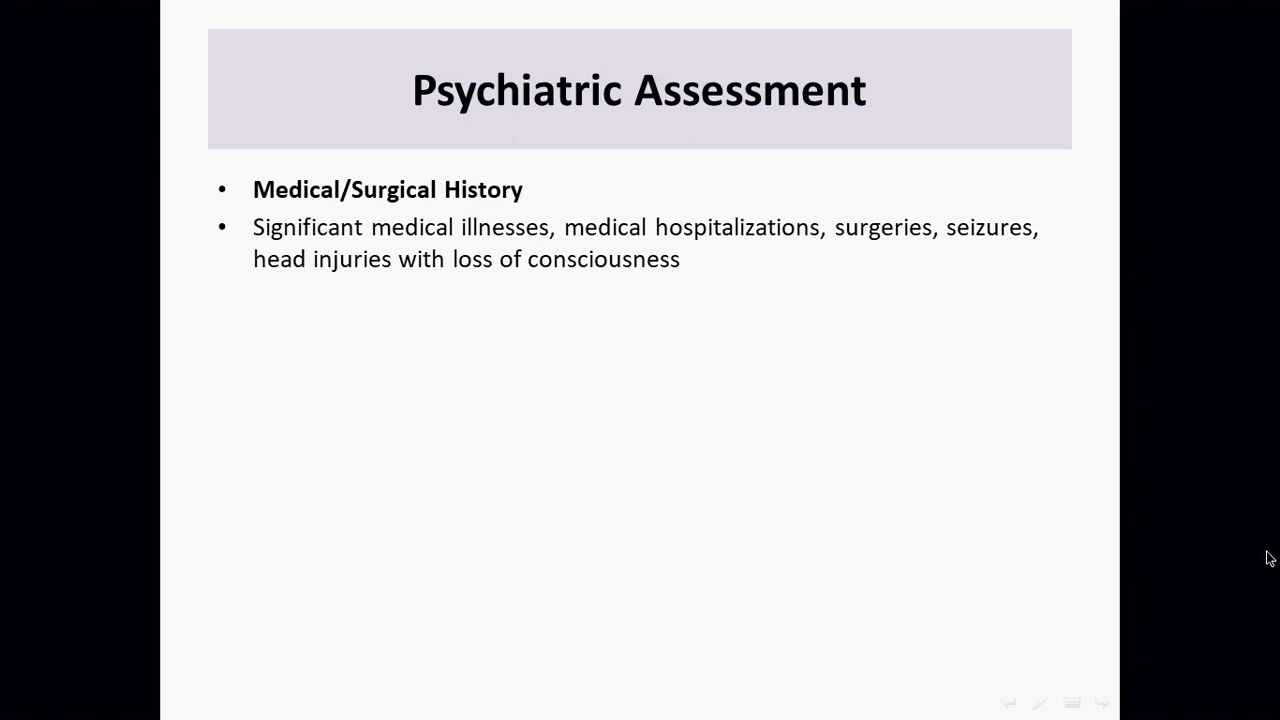 Psychiatric Assessment
• Medical/Surgical History
• Significant medical illnesses, medical hospitalizations, surgeries, seizures,
head injuries with loss of consciousness